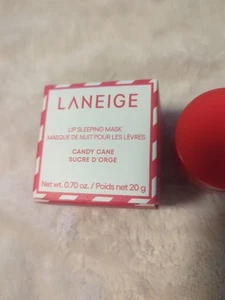 LANEIGE
LIP SLEEPING MASK
MASQUE DE NUIT POUR LES LÈVRES
CANDY CANE
SUCRE D'ORGE
Net wt. 0.70 oz. / Poids net 20 g